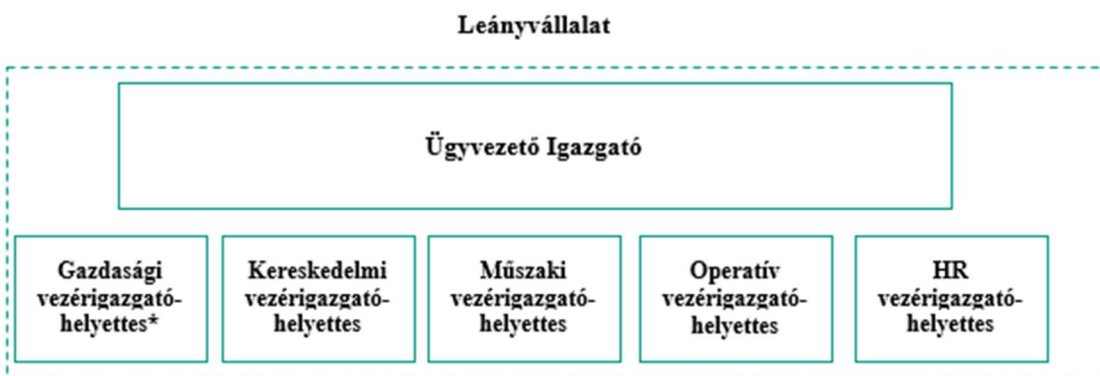 Leányvállalat
Ügyvezető Igazgató
Gazdasági
vezérigazgató-
helyettes*
Kereskedelmi
vezérigazgató-
helyettes
Műszaki
vezérigazgató-
helyettes
Operatív
vezérigazgató-
helyettes
HR
vezérigazgató-
helyettes